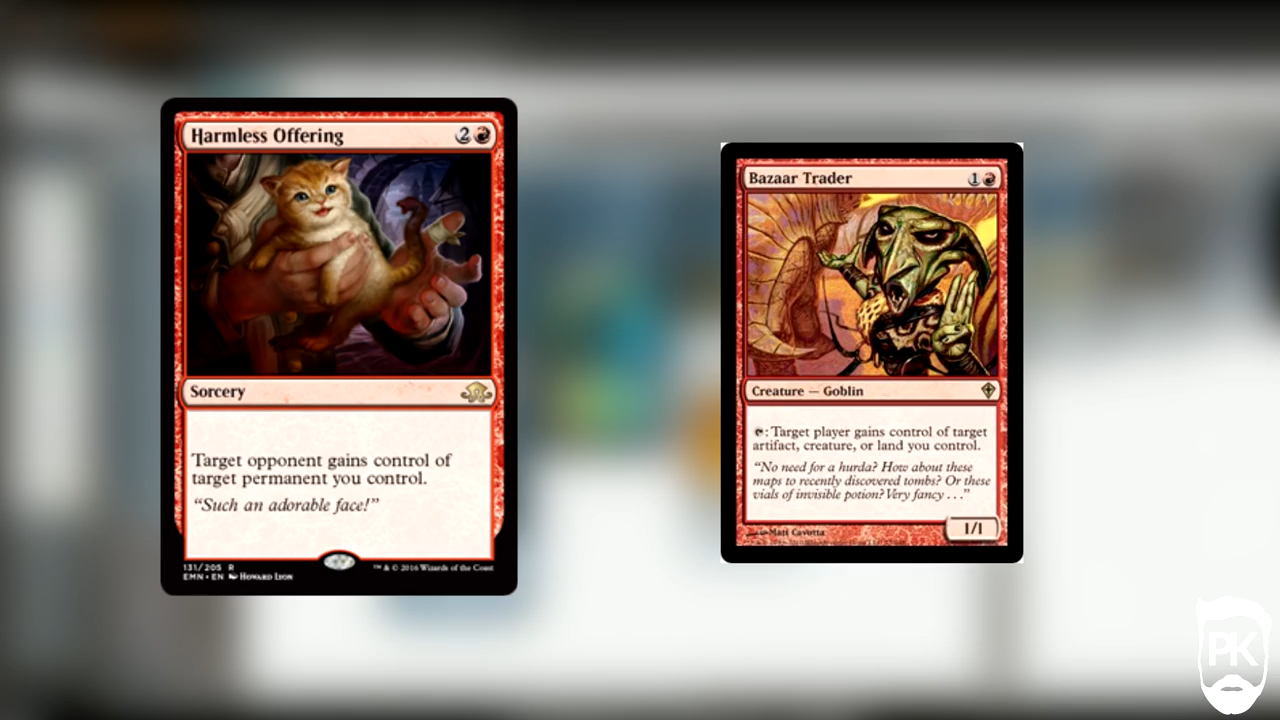 Harmless Offering 2
Sorcery
Target opponent gains control of
target permanent you control.
“Such an adorable face!”
131/205 R
EMN • EN Howard Lyon
™ & © 2016 Wizards of the Coast
Bazaar Trader 1
Creature — Goblin
: Target player gains control of target
artifact, creature, or land you control.
“No need for a hurda? How about these
maps to recently discovered tombs? Or these
vials of invisible potion? Very fancy . . .”
Matt Cavotta
1/1
PK